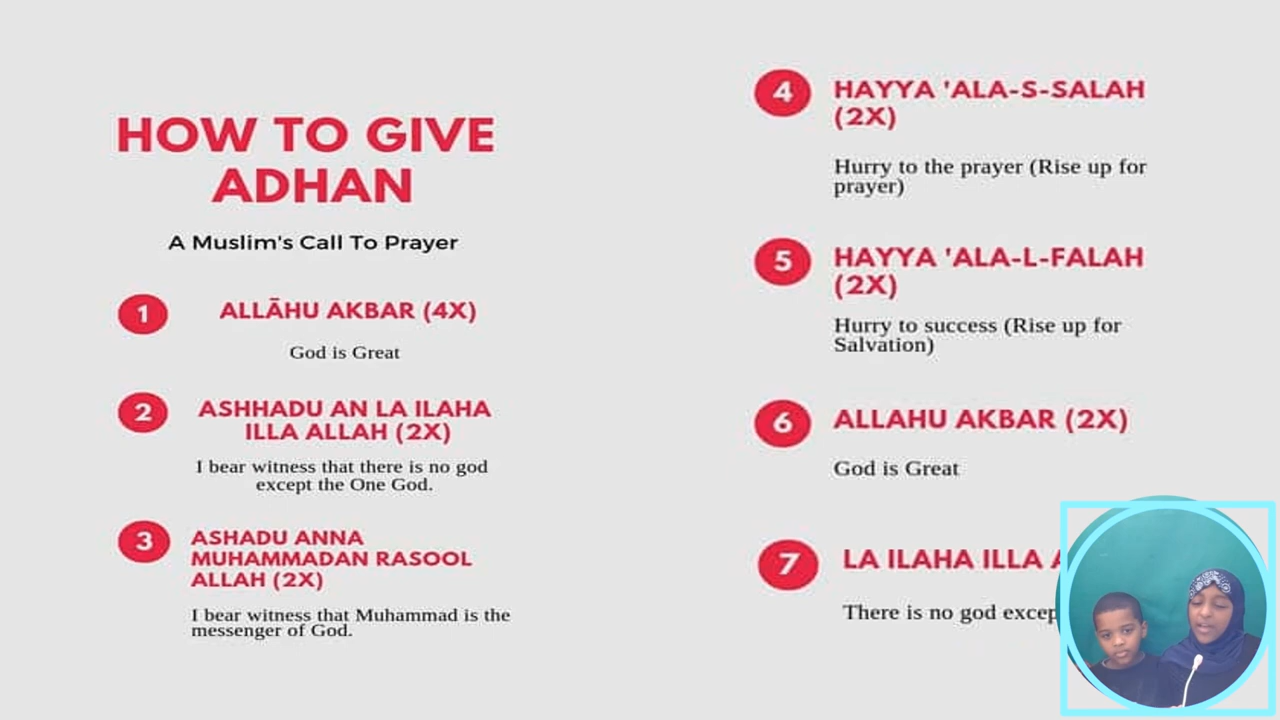 HOW TO GIVE
ADHAN
A Muslim's Call To Prayer
1
ALLĀHU AKBAR (4X)
God is Great
2
ASHHADU AN LA ILAHA
ILLA ALLAH (2X)
I bear witness that there is no god
except the One God.
3
ASHADU ANNA
MUHAMMADAN RASOOL
ALLAH (2X)
I bear witness that Muhammad is the
messenger of God.
4
HAYYA 'ALA-S-SALAH
(2X)
Hurry to the prayer (Rise up for
prayer)
5
HAYYA 'ALA-L-FALAH
(2X)
Hurry to success (Rise up for
Salvation)
6
ALLAHU AKBAR (2X)
God is Great
7
LA ILAHA ILLA
There is no god